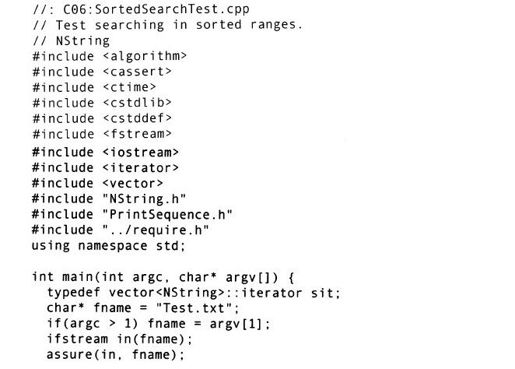 //: C06:SortedSearchTest.cpp
// Test searching in sorted ranges.
// NString
#include <algorithm>
#include <cassert>
#include <ctime>
#include <cstdlib>
#include <cstddef>
#include <fstream>
#include <iostream>
#include <iterator>
#include <vector>
#include "NString.h"
#include "PrintSequence.h"
#include "../require.h"
using namespace std;

int main(int argc, char* argv[]) {
  typedef vector<NString>::iterator sit;
  char* fname = "Test.txt";
  if(argc > 1) fname = argv[1];
  ifstream in(fname);
  assure(in, fname);